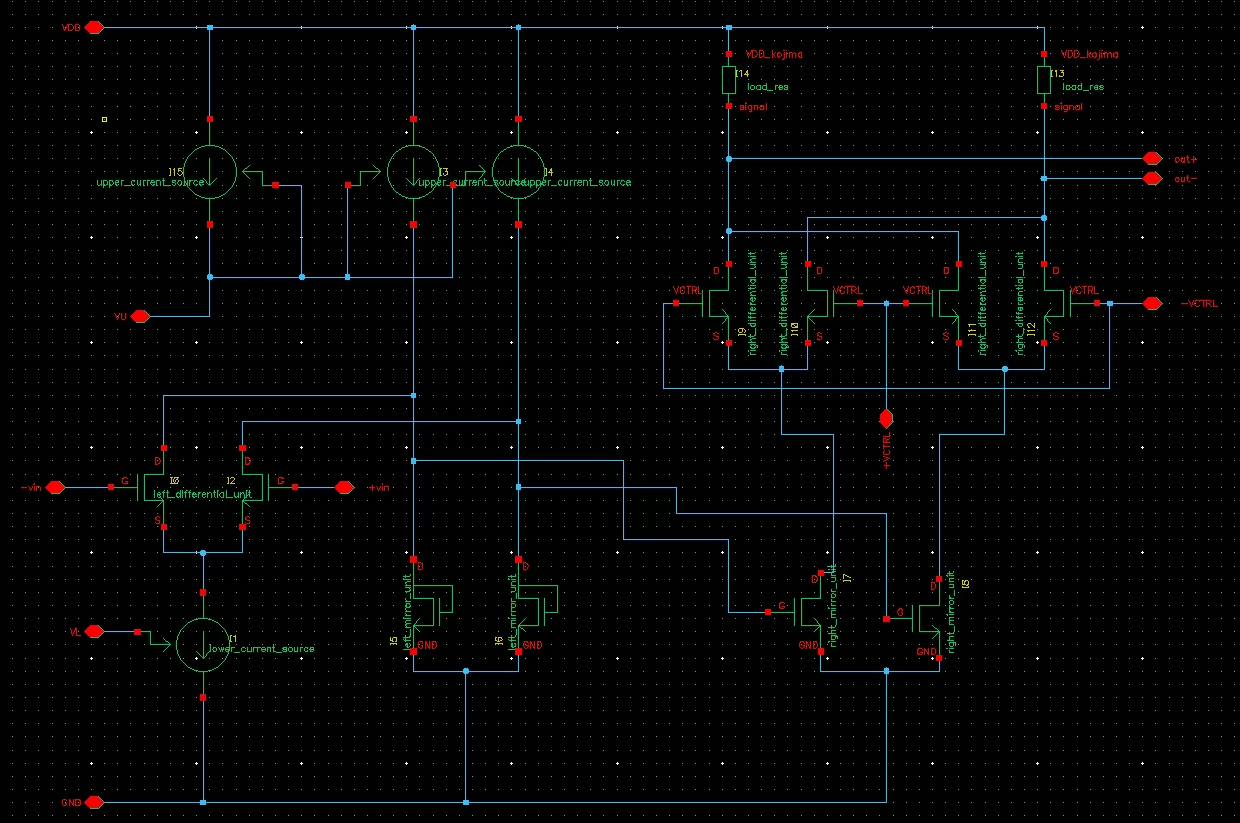 VDD
VDD_kojima
VDD_kojima
I14
I13
load_res
load_res
signal
signal
out+
out-
I15
I3
I4
upper_current_source
upper_current_source
upper_current_source
VU
D
D
D
D
VCTRL
VCTRL
VCTRL
VCTRL
-VCTRL
right_differential_unit
right_differential_unit
right_differential_unit
right_differential_unit
I9
I10
I11
I12
S
S
S
S
+VCTRL
D
D
-vin
G
I0
I2
G
+vin
left_differential_unit
S
S
D
D
left_mirror_unit
left_mirror_unit
I5
I6
GND
GND
D
D
I7
I8
G
G
right_mirror_unit
right_mirror_unit
GND
GND
VL
I1
lower_current_source
GND